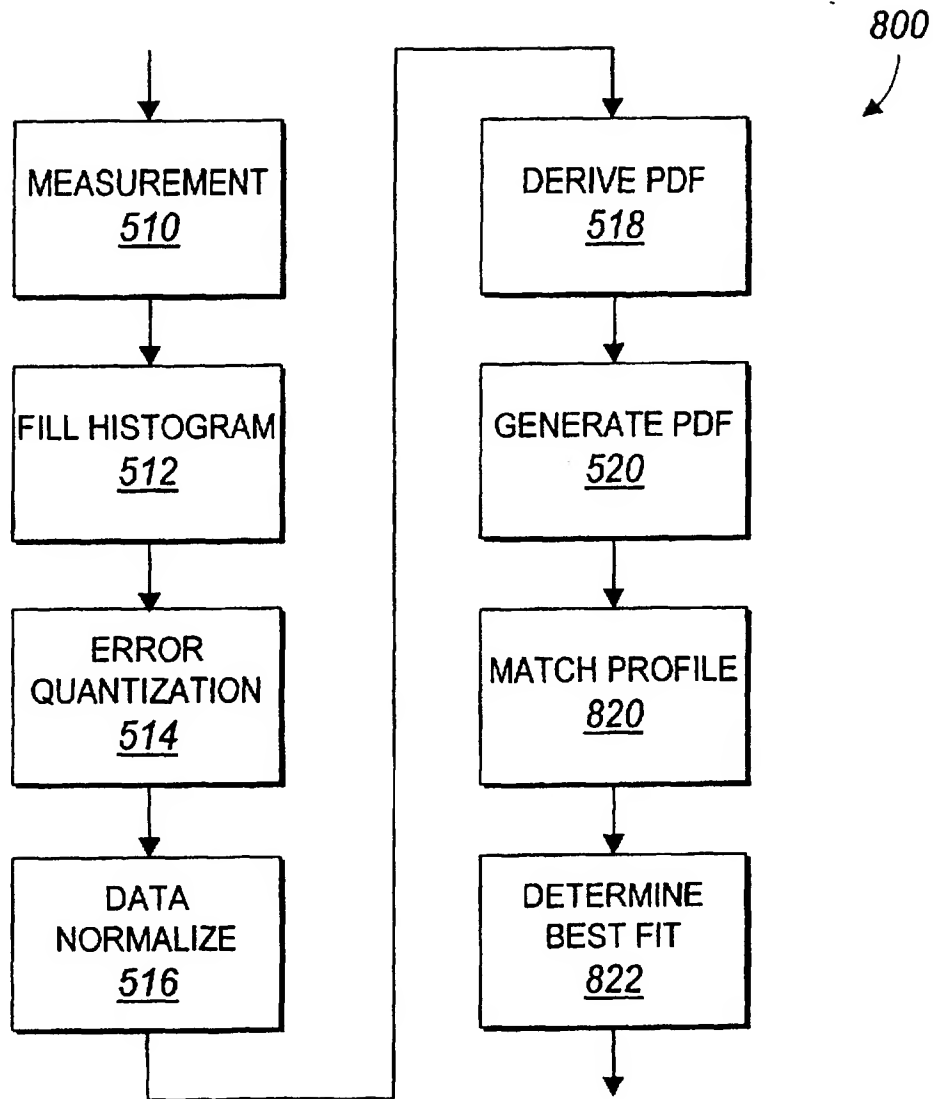 800
MEASUREMENT
510
FILL HISTOGRAM
512
ERROR
QUANTIZATION
514
DATA
NORMALIZE
516
DERIVE PDF
518
GENERATE PDF
520
MATCH PROFILE
820
DETERMINE
BEST FIT
822